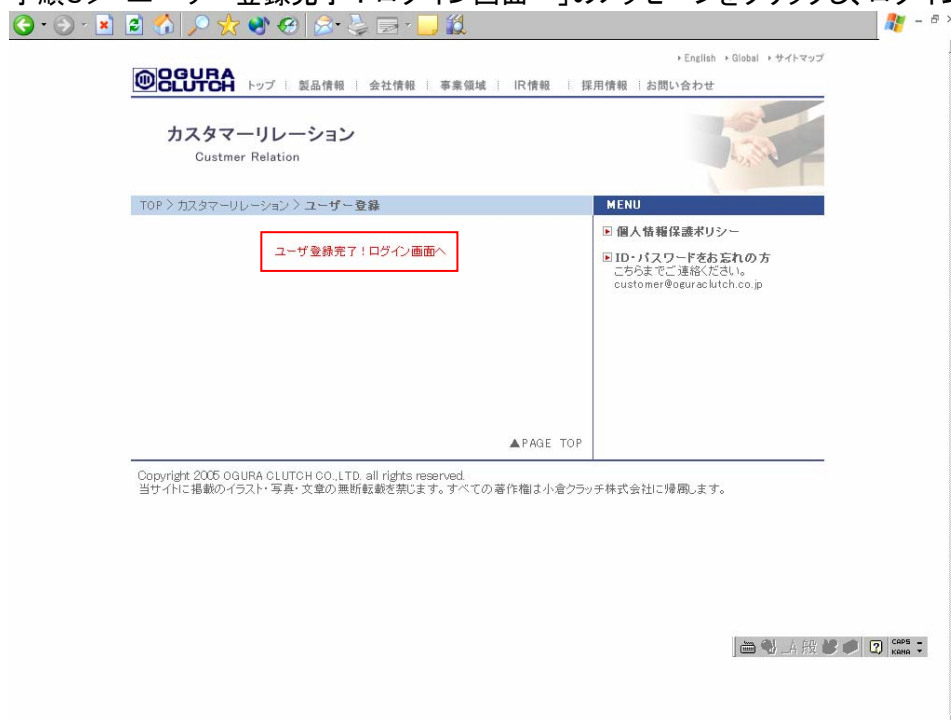 English Global サイトマップ
OGURA CLUTCH
トップ 製品情報 会社情報 事業領域 IR情報 採用情報 お問い合わせ
カスタマーリレーション
Custmer Relation
TOP > カスタマーリレーション > ユーザー登録
MENU
ユーザ登録完了!ログイン画面へ
個人情報保護ポリシー
ID・パスワードをお忘れの方
こちらまでご連絡ください。
customer@oguraclutch.co.jp
▲PAGE TOP
Copyright 2005 OGURA CLUTCH CO.,LTD. all rights reserved.
当サイトに掲載のイラスト・写真・文章の無断転載を禁じます。すべての著作権は小倉クラッチ株式会社に帰属します。
A 般 CAPS
KANA